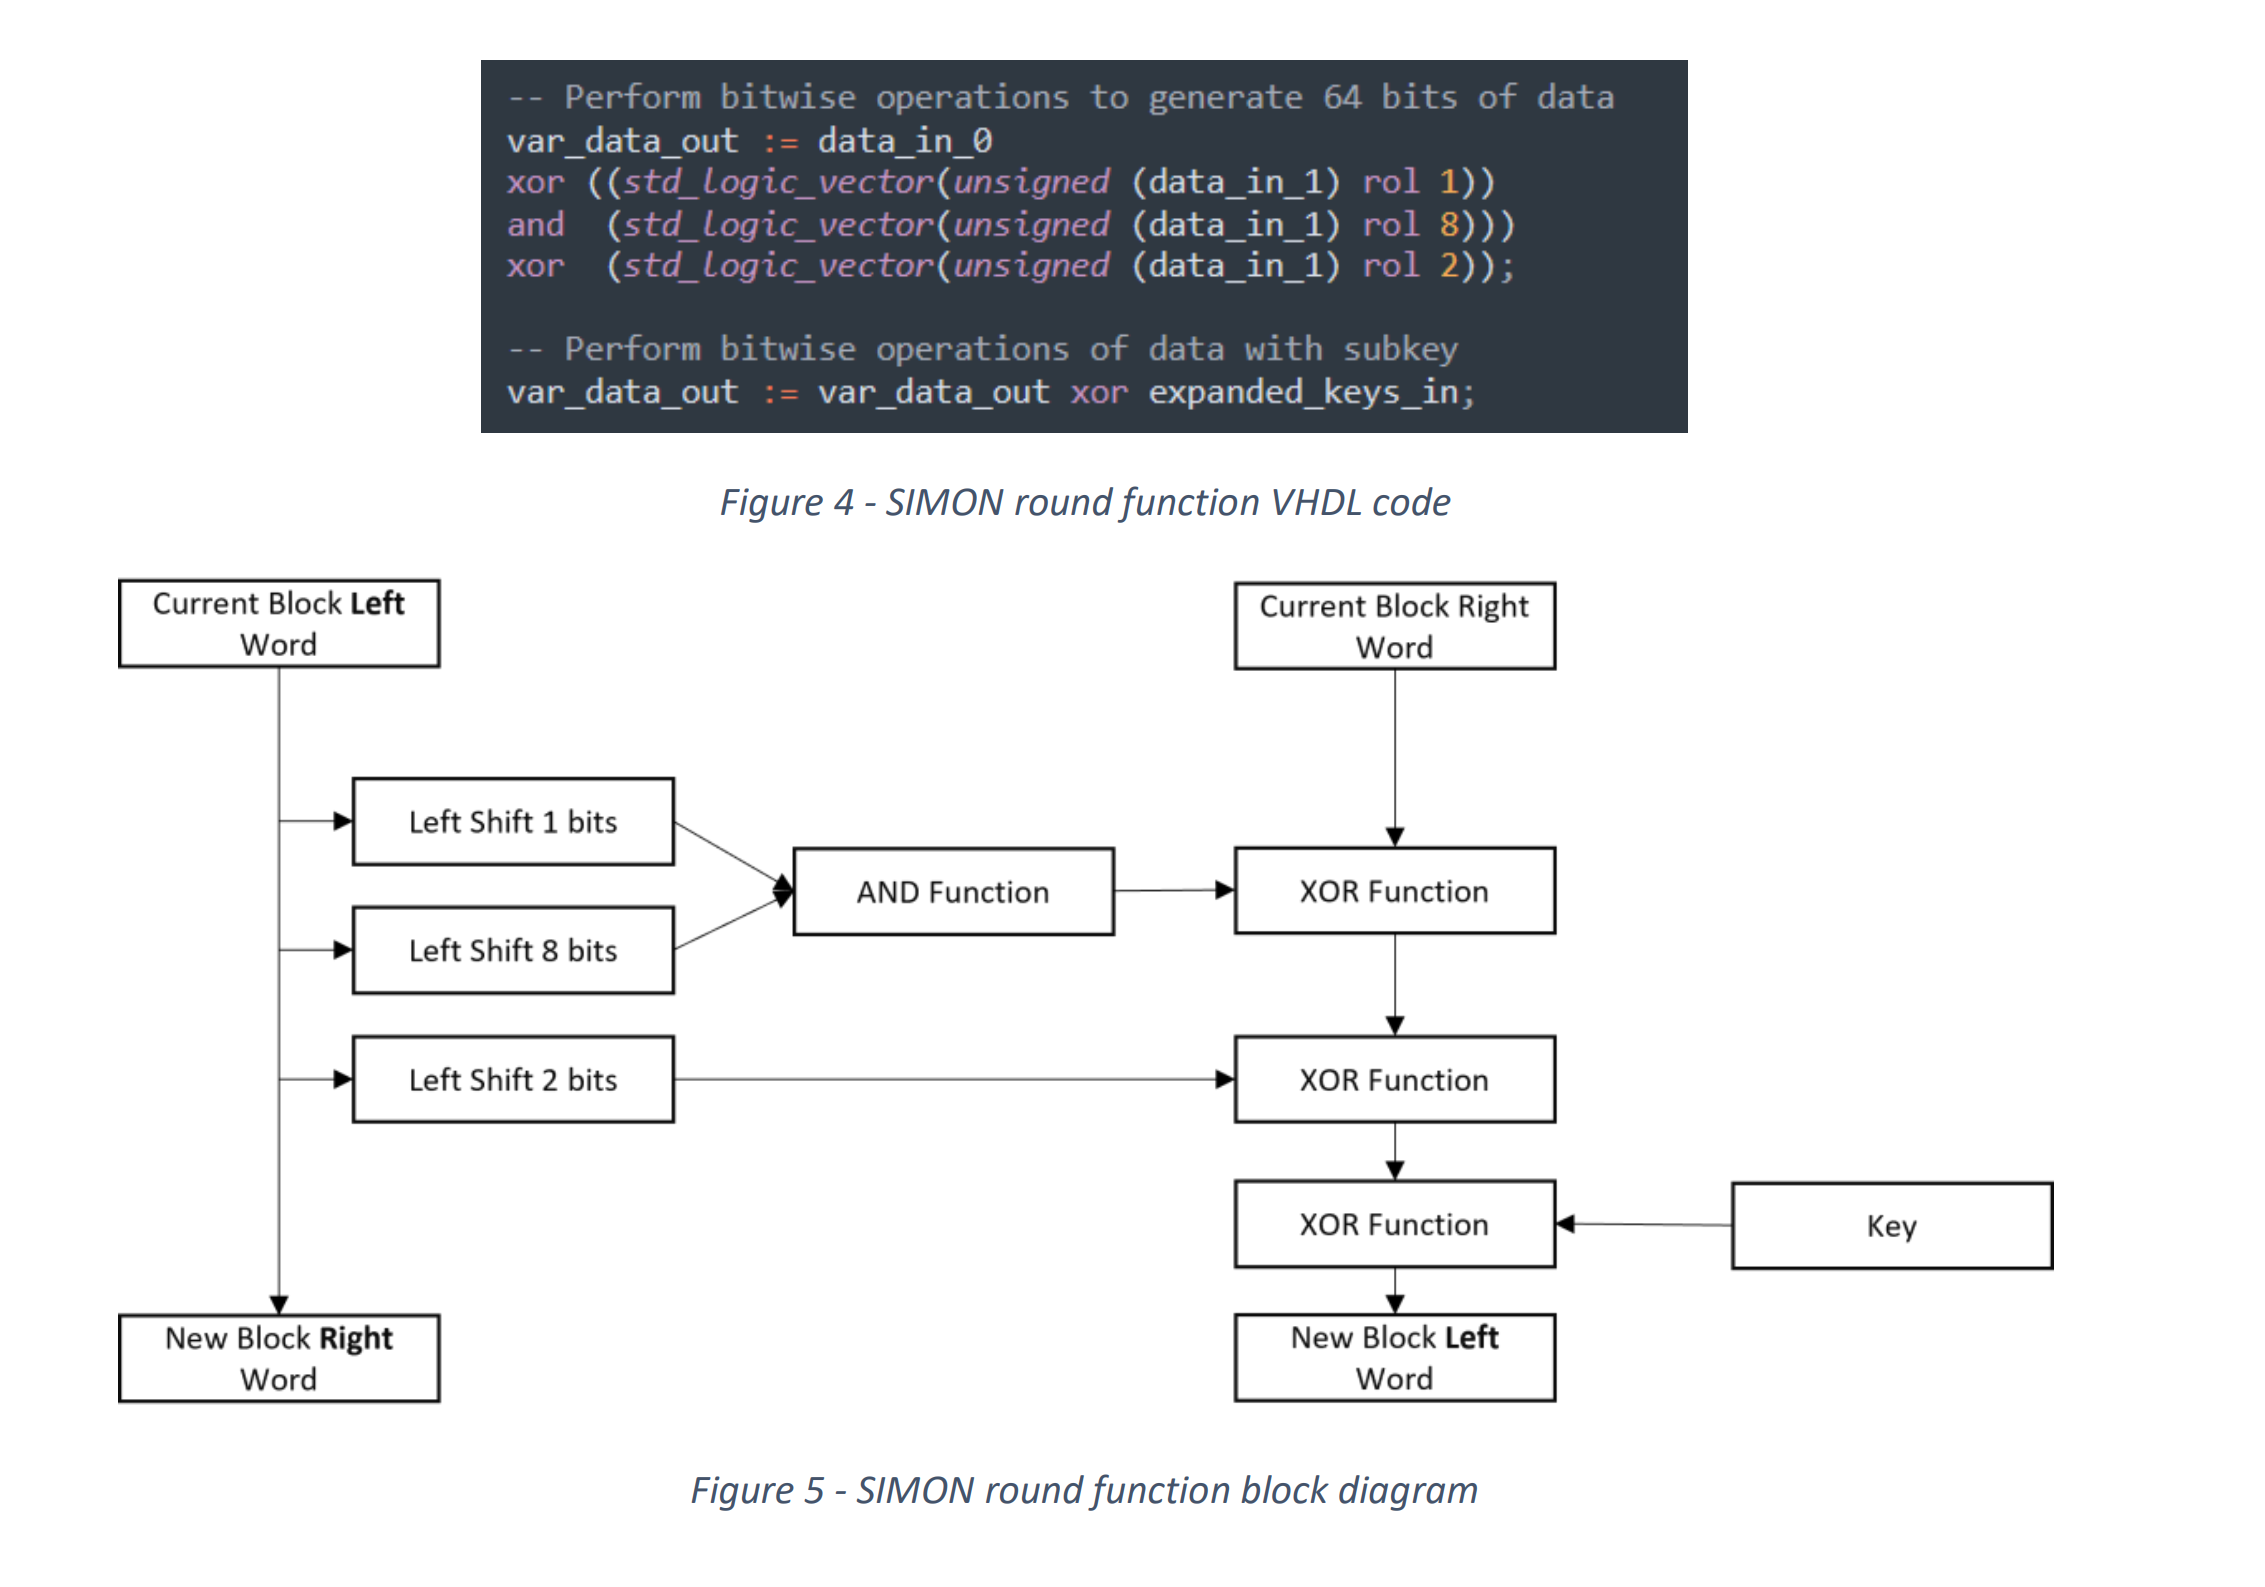 -- Perform bitwise operations to generate 64 bits of data
var_data_out := data_in_0
xor ((std_logic_vector(unsigned (data_in_1) rol 1))
and  (std_logic_vector(unsigned (data_in_1) rol 8)))
xor  (std_logic_vector(unsigned (data_in_1) rol 2));
-- Perform bitwise operations of data with subkey
var_data_out := var_data_out xor expanded_keys_in;
Figure 4 - SIMON round function VHDL code
Current Block Left
Word
Current Block Right
Word
Left Shift 1 bits
Left Shift 8 bits
AND Function
XOR Function
Left Shift 2 bits
XOR Function
XOR Function
Key
New Block Right
Word
New Block Left
Word
Figure 5 - SIMON round function block diagram